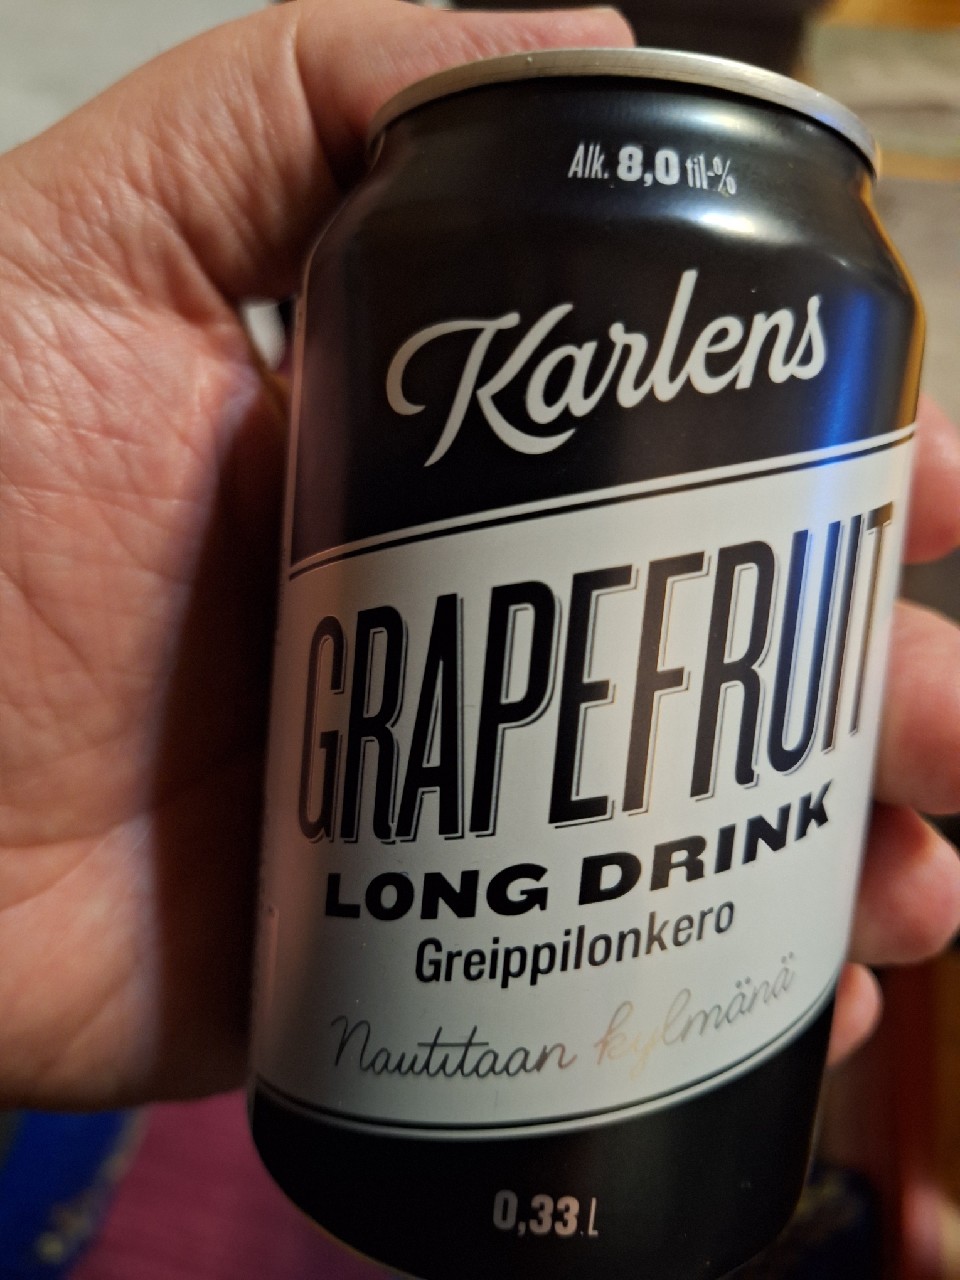 Alk. 8,0 til-%
Karlens
GRAPEFRUIT
LONG DRINK
Greippilonkero
Nautitaan kylmänä
0,33 L